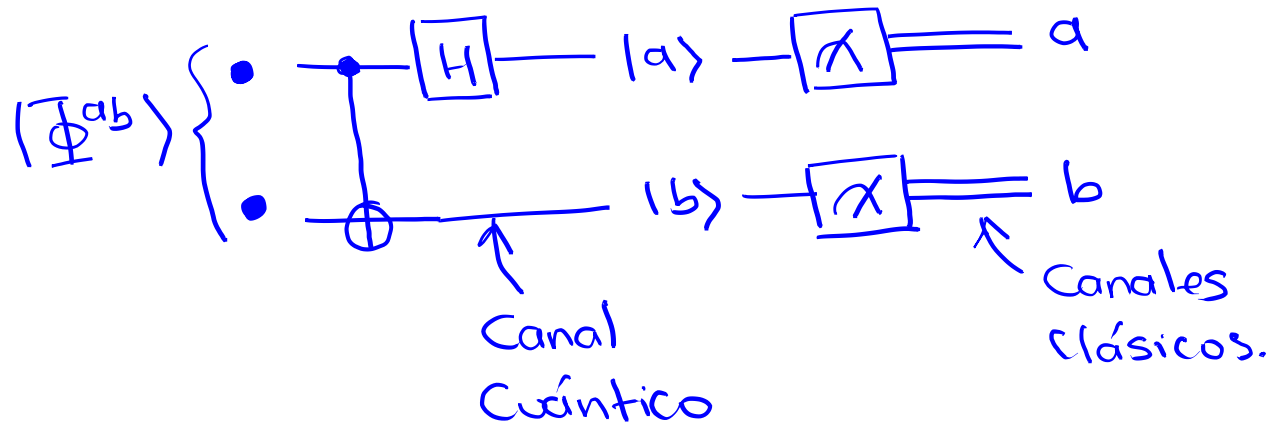 |Φ^ab⟩
H
|a⟩
a
|b⟩
b
Canal
Cuántico
Canales
Clásicos.